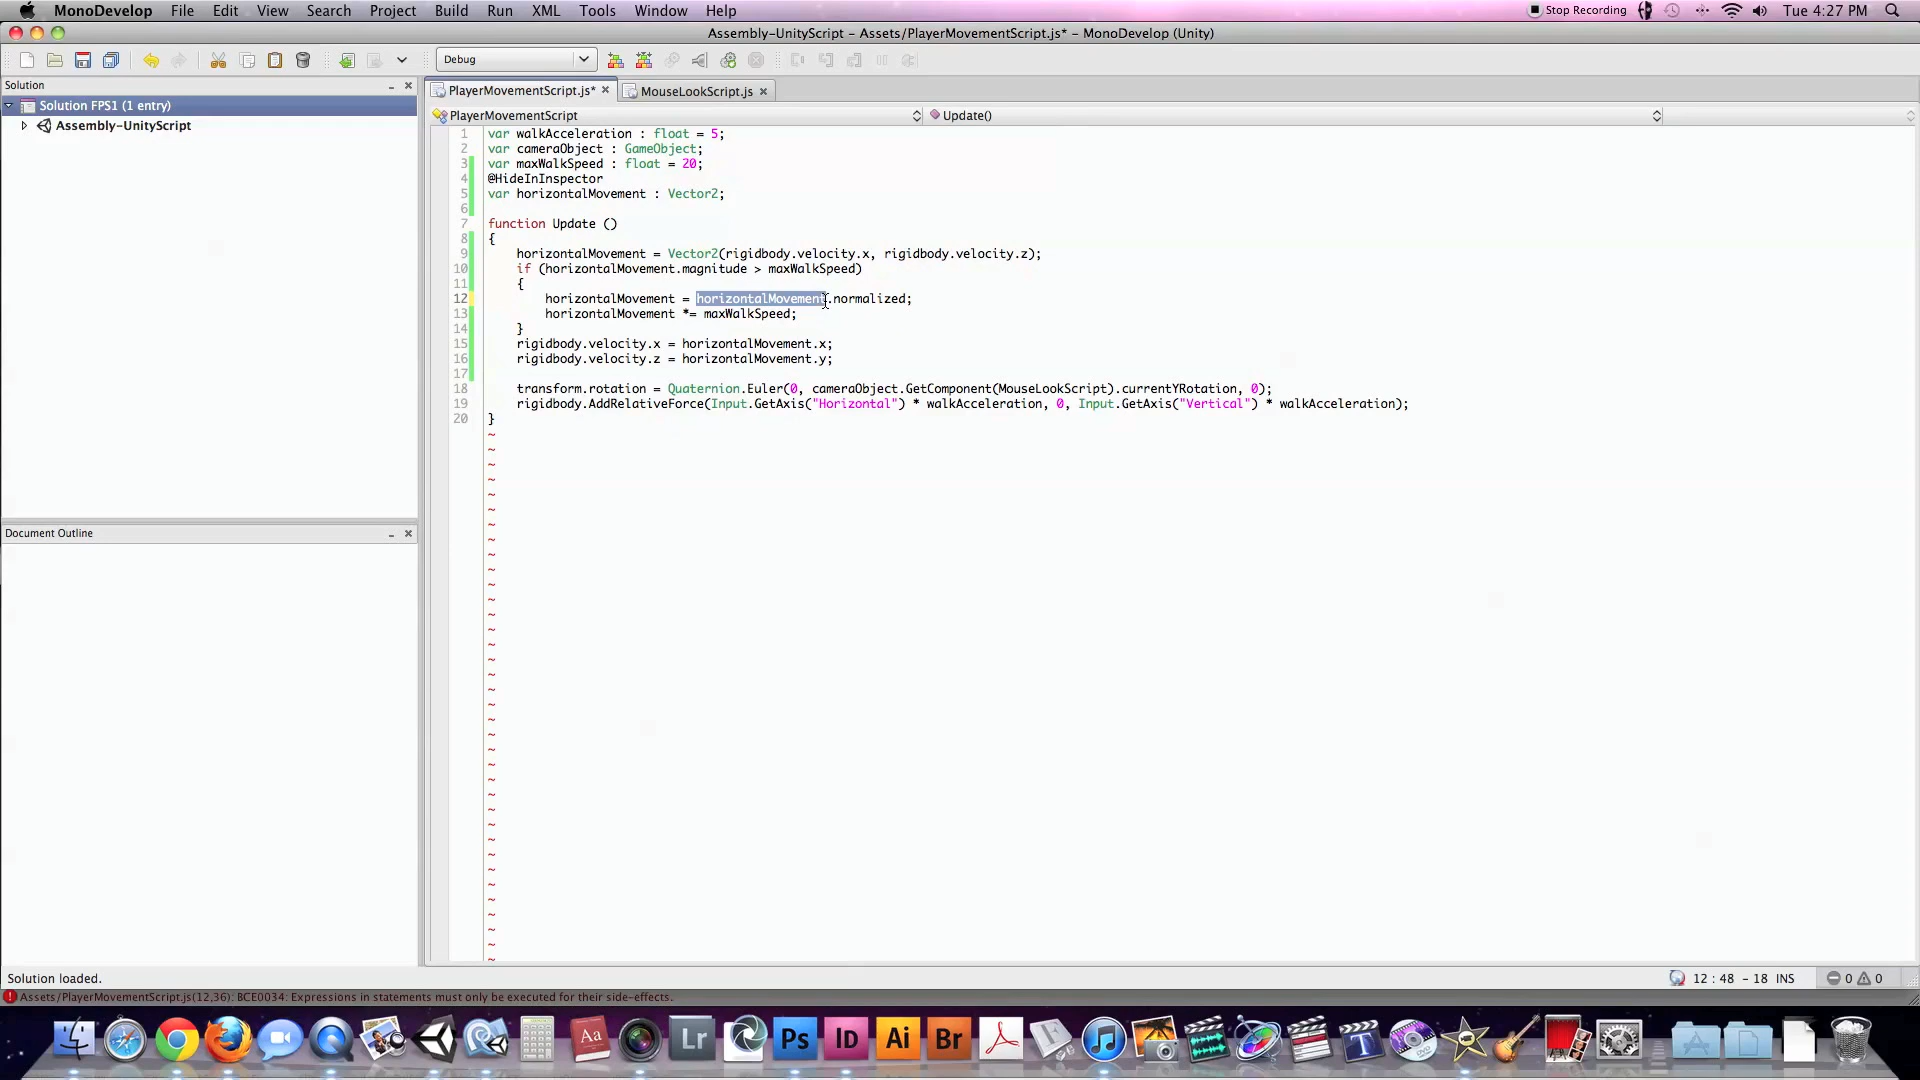 MonoDevelop File Edit View Search Project Build Run XML Tools Window Help Stop Recording Tue 4:27 PM
Assembly-UnityScript – Assets/PlayerMovementScript.js* – MonoDevelop (Unity)
Debug
Solution
PlayerMovementScript.js* MouseLookScript.js
Solution FPS1 (1 entry)
Assembly-UnityScript
PlayerMovementScript Update()
1 var walkAcceleration : float = 5;
2 var cameraObject : GameObject;
3 var maxWalkSpeed : float = 20;
4 @HideInInspector
5 var horizontalMovement : Vector2;
6
7 function Update ()
8 {
9 horizontalMovement = Vector2(rigidbody.velocity.x, rigidbody.velocity.z);
10 if (horizontalMovement.magnitude > maxWalkSpeed)
11 {
12 horizontalMovement = horizontalMovement.normalized;
13 horizontalMovement *= maxWalkSpeed;
14 }
15 rigidbody.velocity.x = horizontalMovement.x;
16 rigidbody.velocity.z = horizontalMovement.y;
17
18 transform.rotation = Quaternion.Euler(0, cameraObject.GetComponent(MouseLookScript).currentYRotation, 0);
19 rigidbody.AddRelativeForce(Input.GetAxis("Horizontal") * walkAcceleration, 0, Input.GetAxis("Vertical") * walkAcceleration);
20 }
Document Outline
Solution loaded.
12 : 48 – 18 INS 0 0
Assets/PlayerMovementScript.js(12,36): BCE0034: Expressions in statements must only be executed for their side-effects.
Aa Lr Ps Id Ai Br F T